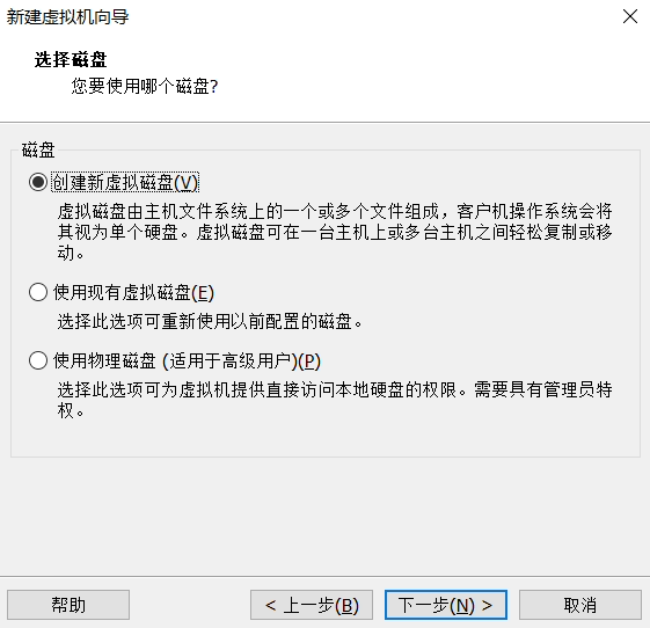 新建虚拟机向导
选择磁盘
您要使用哪个磁盘?
磁盘
创建新虚拟磁盘(V)
虚拟磁盘由主机文件系统上的一个或多个文件组成，客户机操作系统会将
其视为单个硬盘。虚拟磁盘可在一台主机上或多台主机之间轻松复制或移
动。
使用现有虚拟磁盘(E)
选择此选项可重新使用以前配置的磁盘。
使用物理磁盘 (适用于高级用户)(P)
选择此选项可为虚拟机提供直接访问本地硬盘的权限。需要具有管理员特
权。
帮助
< 上一步(B)
下一步(N) >
取消